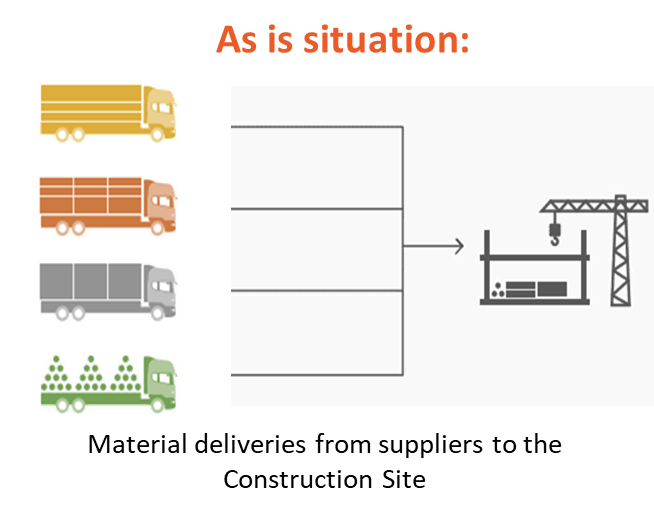 As is situation:
Material deliveries from suppliers to the
Construction Site